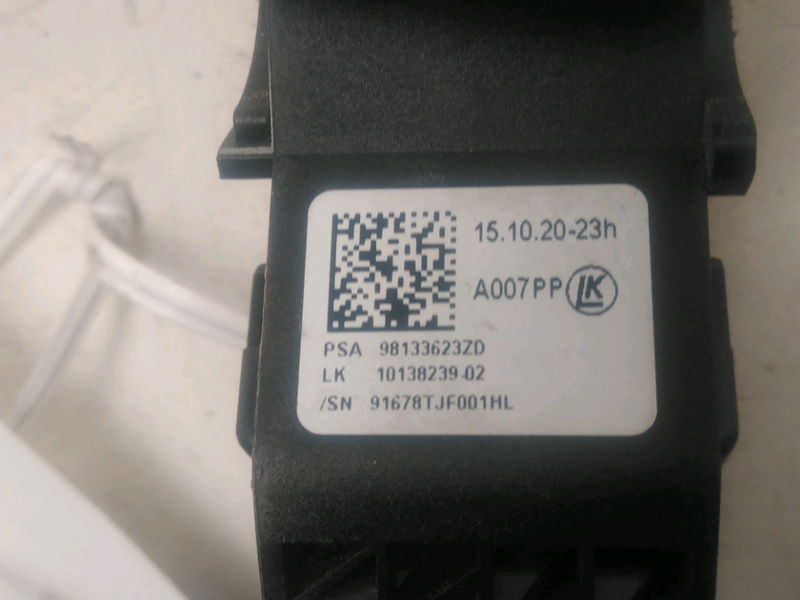 15.10.20-23h
A007PP LK
PSA 98133623ZD
LK 10138239-02
/SN 91678TJF001HL